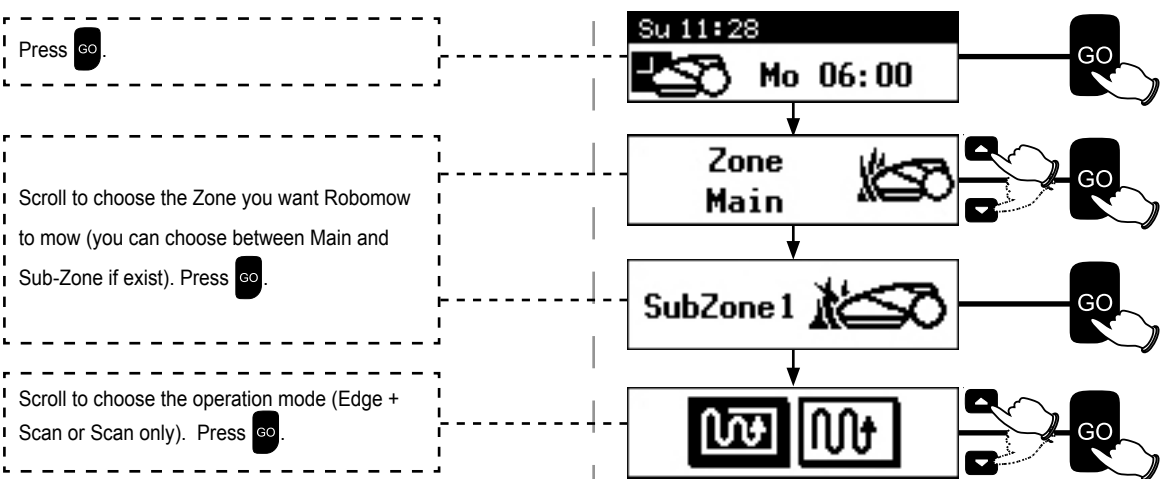 Press GO.
Su 11:28
Mo 06:00
GO
Scroll to choose the Zone you want Robomow
to mow (you can choose between Main and
Sub-Zone if exist). Press GO.
Zone
Main
GO
SubZone1
GO
Scroll to choose the operation mode (Edge +
Scan or Scan only).  Press GO.
GO